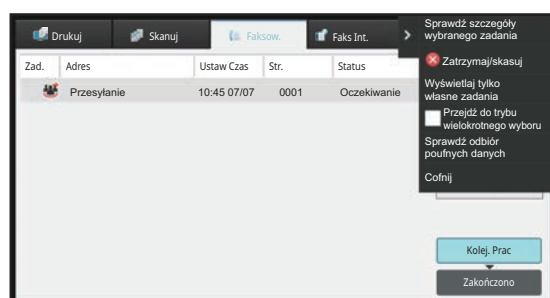 Drukuj
Skanuj
Faksow.
Faks Int.
Zad. Adres Ustaw Czas Str. Status
Przesyłanie 10:45 07/07 0001 Oczekiwanie
Sprawdź szczegóły
wybranego zadania
Zatrzymaj/skasuj
Wyświetlaj tylko
własne zadania
Przejdź do trybu
wielokrotnego wyboru
Sprawdź odbiór
poufnych danych
Cofnij
Kolej. Prac
Zakończono